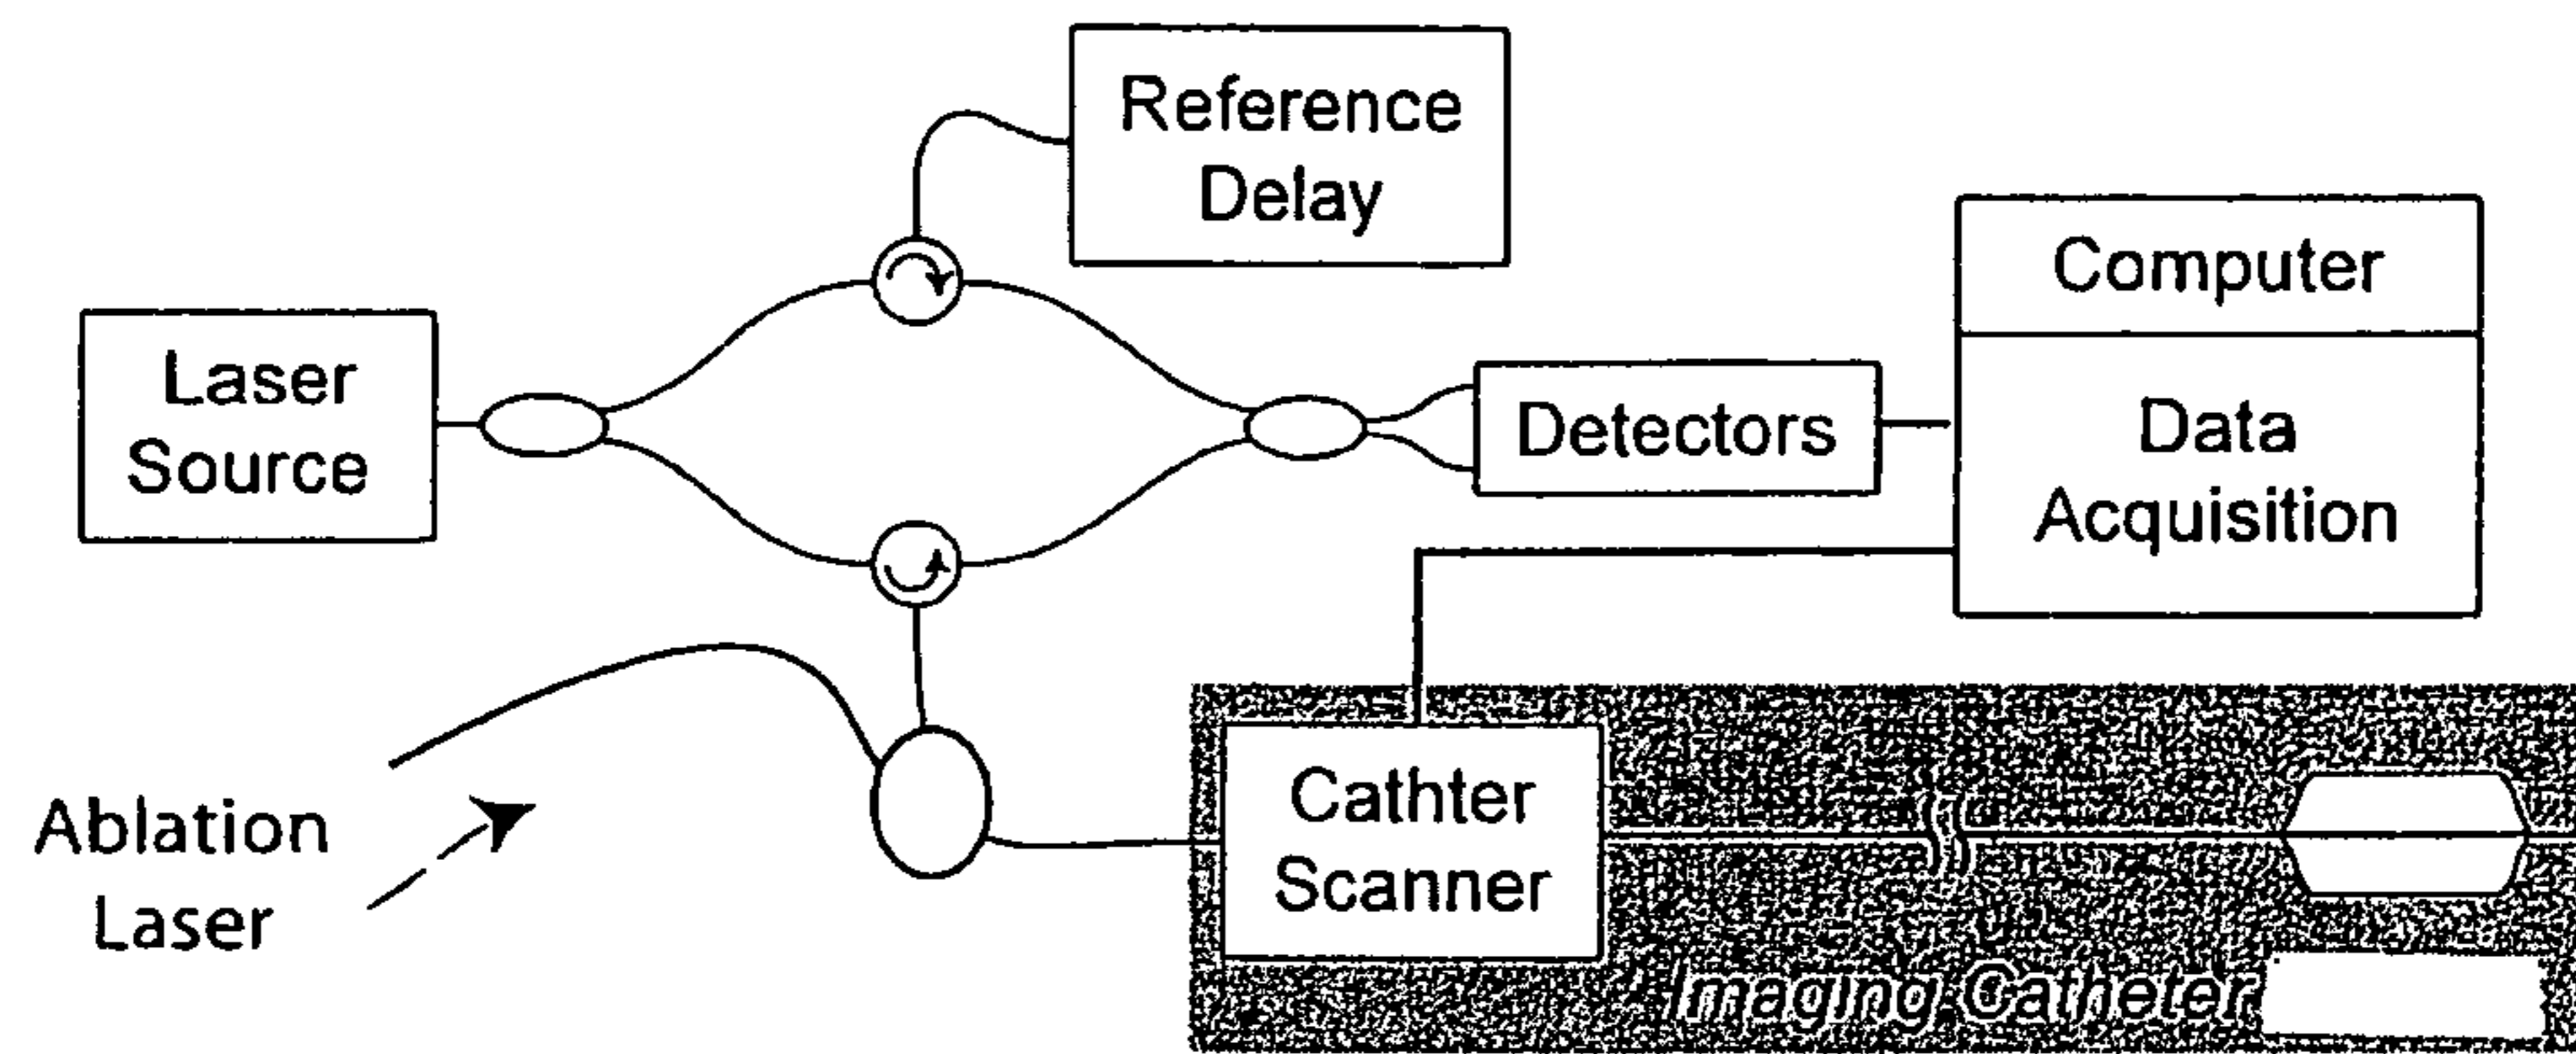 Reference
Delay
Computer
Laser
Source
Detectors
Data
Acquisition
Ablation
Laser
Cathter
Scanner
Imaging Catheter